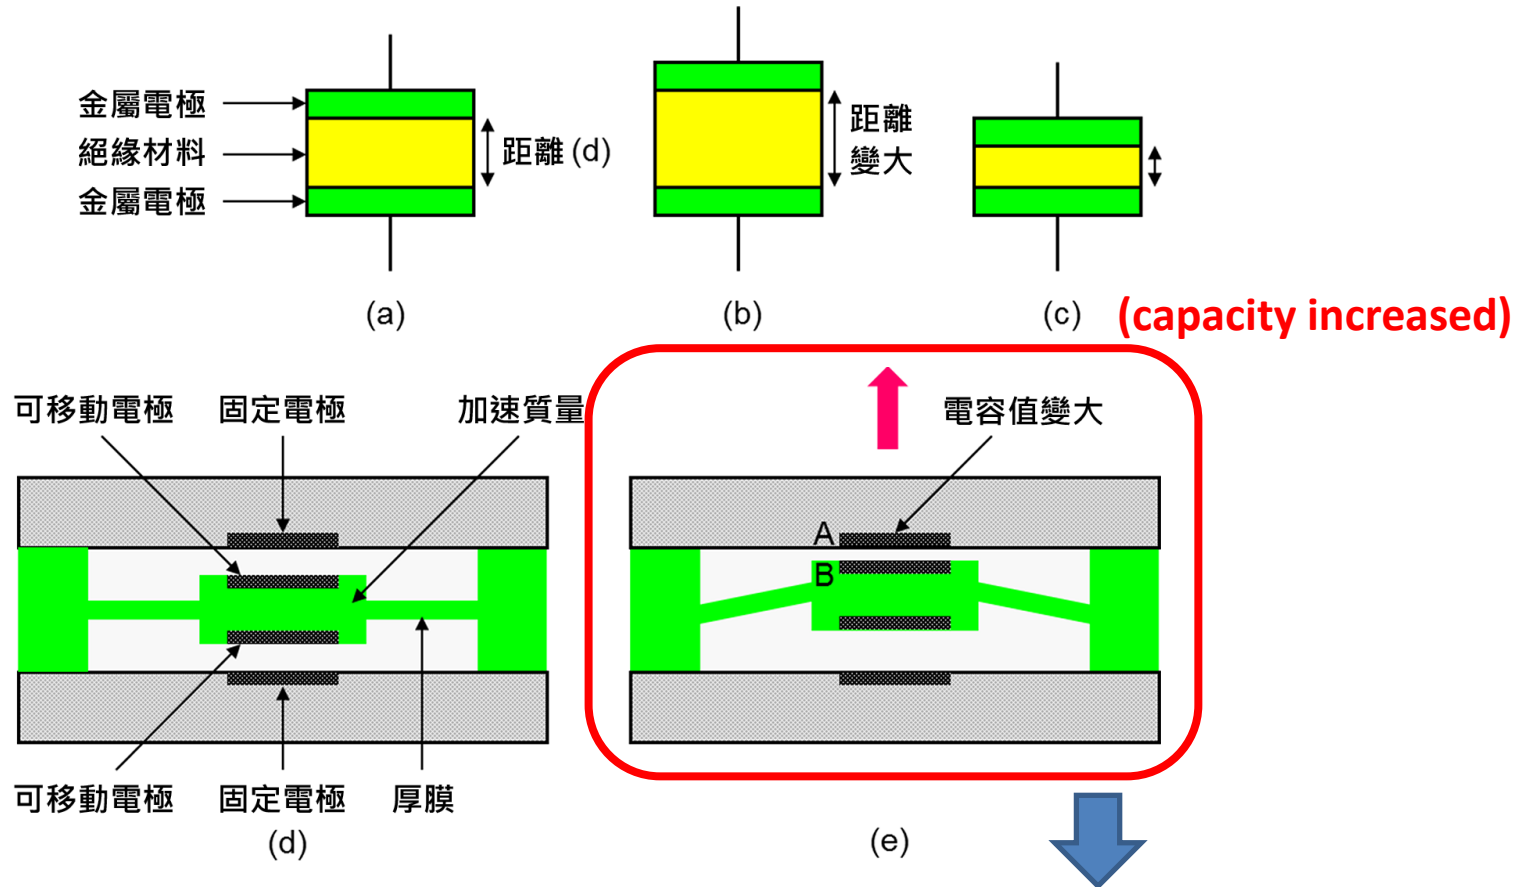 金屬電極
絕緣材料
金屬電極
距離 (d)
距離
變大
(a)
(b)
(c)
(capacity increased)
可移動電極
固定電極
加速質量
電容值變大
A
B
可移動電極
固定電極
厚膜
(d)
(e)